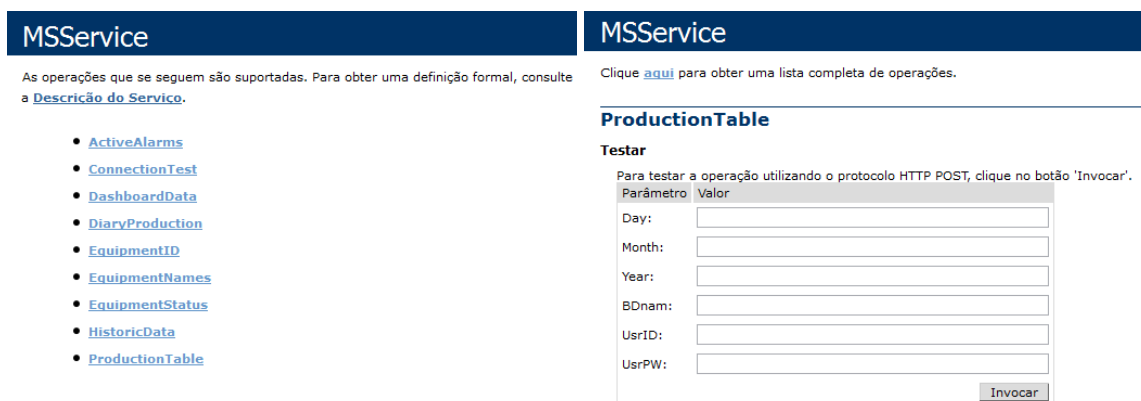 MSService
As operações que se seguem são suportadas. Para obter uma definição formal, consulte
a Descrição do Serviço.
ActiveAlarms
ConnectionTest
DashboardData
DiaryProduction
EquipmentID
EquipmentNames
EquipmentStatus
HistoricData
ProductionTable
MSService
Clique aqui para obter uma lista completa de operações.
ProductionTable
Testar
Para testar a operação utilizando o protocolo HTTP POST, clique no botão 'Invocar'.
Parâmetro Valor
Day:
Month:
Year:
BDnam:
UsrID:
UsrPW:
Invocar